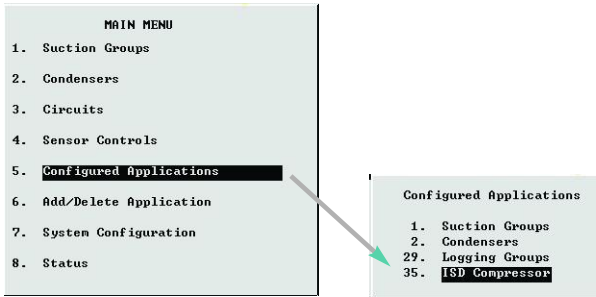 MAIN MENU
1. Suction Groups
2. Condensers
3. Circuits
4. Sensor Controls
5. Configured Applications
6. Add/Delete Application
7. System Configuration
8. Status
Configured Applications
1. Suction Groups
2. Condensers
29. Logging Groups
35. ISD Compressor